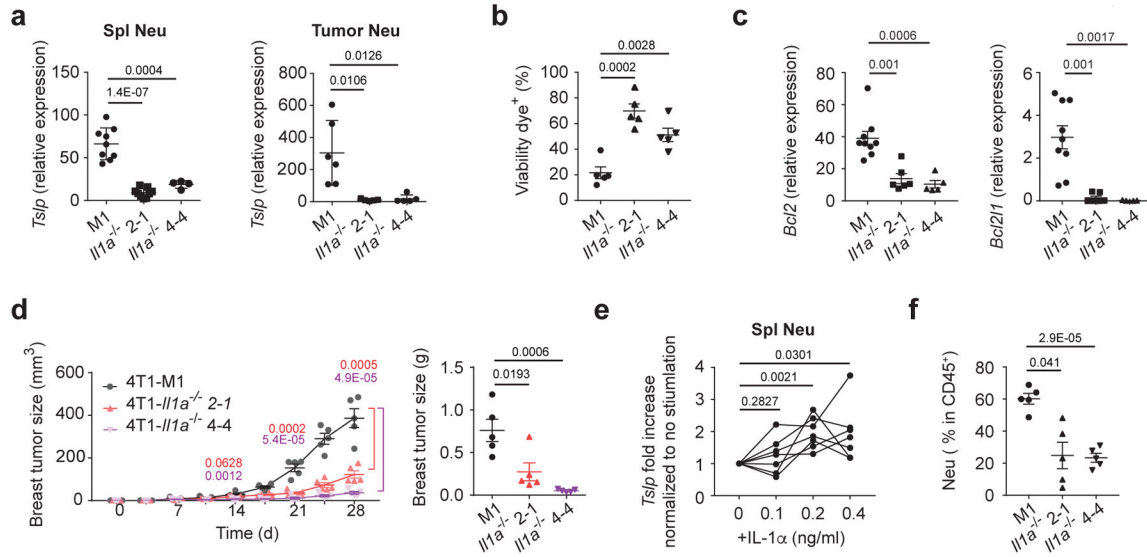 a
Spl Neu
Tslp (relative expression)
150
100
50
0
0.0004
1.4E-07
M1
Il1a-/- 2-1
Il1a-/- 4-4
Tumor Neu
Tslp (relative expression)
800
600
400
200
0
0.0126
0.0106
M1
Il1a-/- 2-1
Il1a-/- 4-4
b
Viability dye+ (%)
120
100
80
60
40
20
0
0.0028
0.0002
M1
Il1a-/- 2-1
Il1a-/- 4-4
c
Bcl2 (relative expression)
80
60
40
20
0
0.0006
0.001
M1
Il1a-/- 2-1
Il1a-/- 4-4
Bcl2l1 (relative expression)
6
4
2
0
0.0017
0.001
M1
Il1a-/- 2-1
Il1a-/- 4-4
d
Breast tumor size (mm3)
600
400
200
0
4T1-M1
4T1-Il1a-/- 2-1
4T1-Il1a-/- 4-4
0.0628
0.0012
0.0002
5.4E-05
0.0005
4.9E-05
0 7 14 21 28
Time (d)
Breast tumor size (g)
1.5
1.0
0.5
0.0
0.0006
0.0193
M1
Il1a-/- 2-1
Il1a-/- 4-4
e
Spl Neu
Tslp fold increase
normalized to no stiumlation
4
3
2
1
0
0.0301
0.0021
0.2827
0 0.1 0.2 0.4
+IL-1α (ng/ml)
f
Neu ( % in CD45+)
80
60
40
20
0
2.9E-05
0.041
M1
Il1a-/- 2-1
Il1a-/- 4-4